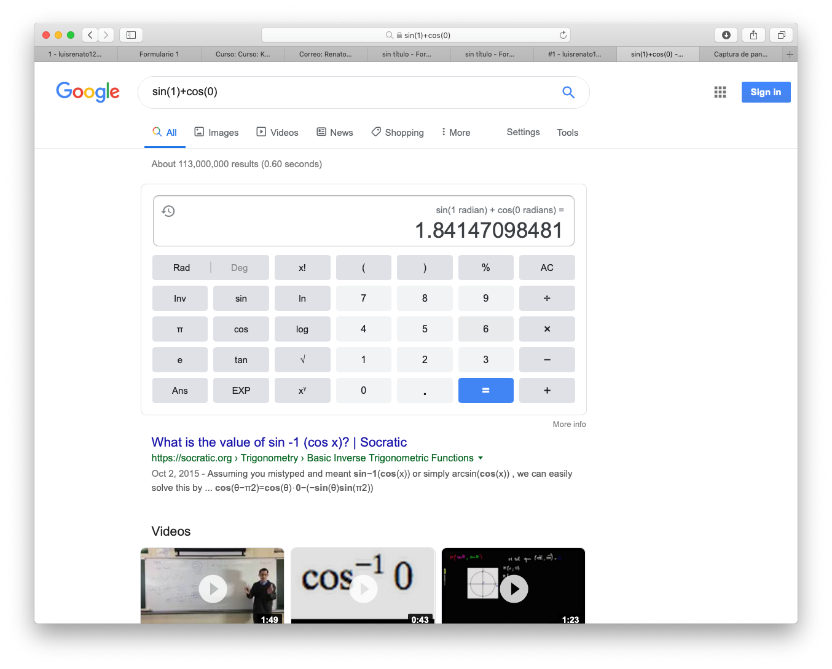 sin(1)+cos(0)
1 - luisrenato12... Formulario 1 Curso: Curso: K... Correo: Renato... sin título - For... sin título - For... #1 - luisrenato1... sin(1)+cos(0) -... Captura de pan... +
Google sin(1)+cos(0) Sign in
All Images Videos News Shopping More Settings Tools
About 113,000,000 results (0.60 seconds)
sin(1 radian) + cos(0 radians) =
1.84147098481
Rad | Deg x! ( ) % AC
Inv sin ln 7 8 9 ÷
π cos log 4 5 6 ×
e tan √ 1 2 3 −
Ans EXP xʸ 0 . = +
More info
What is the value of sin -1 (cos x)? | Socratic
https://socratic.org › Trigonometry › Basic Inverse Trigonometric Functions
Oct 2, 2015 - Assuming you mistyped and meant sin−1(cos(x)) or simply arcsin(cos(x)) , we can easily
solve this by ... cos(θ−π2)=cos(θ)⋅0−(−sin(θ)sin(π2))
Videos
cos⁻¹ 0
1:49 0:43 1:23